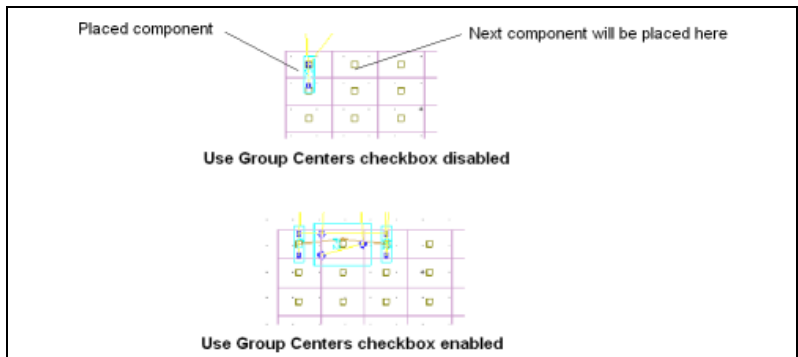 Placed component
Next component will be placed here
Use Group Centers checkbox disabled
Use Group Centers checkbox enabled